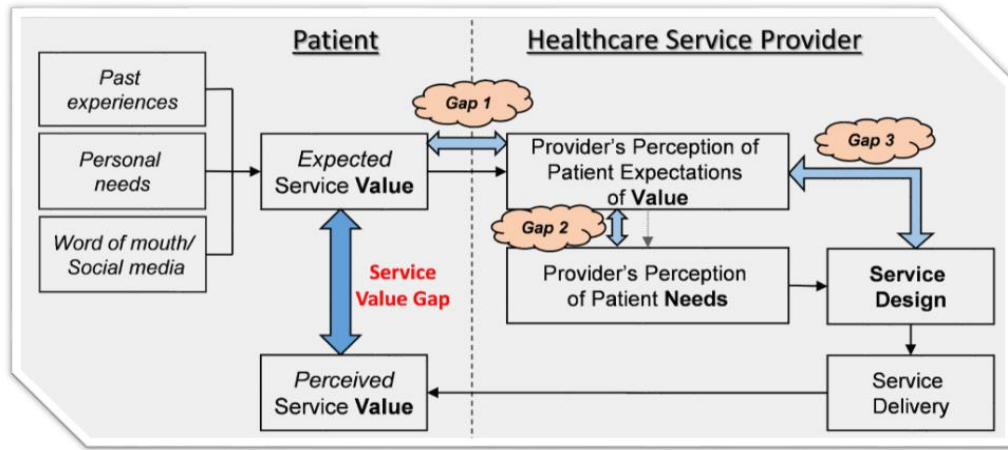 Patient
Healthcare Service Provider
Past
experiences
Personal
needs
Word of mouth/
Social media
Expected
Service Value
Gap 1
Provider's Perception of
Patient Expectations
of Value
Gap 3
Gap 2
Provider's Perception
of Patient Needs
Service
Design
Service
Value Gap
Perceived
Service Value
Service
Delivery